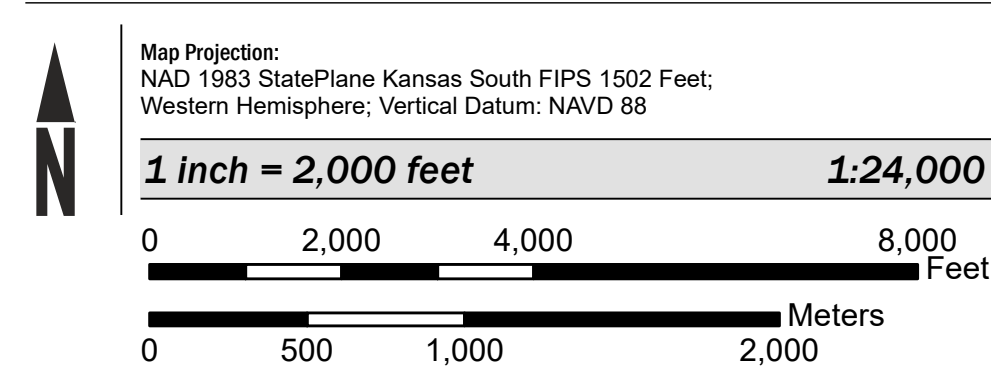 Map Projection:
NAD 1983 StatePlane Kansas South FIPS 1502 Feet;
Western Hemisphere; Vertical Datum: NAVD 88
N
1 inch = 2,000 feet 1:24,000
0 2,000 4,000 8,000
Feet
Meters
0 500 1,000 2,000